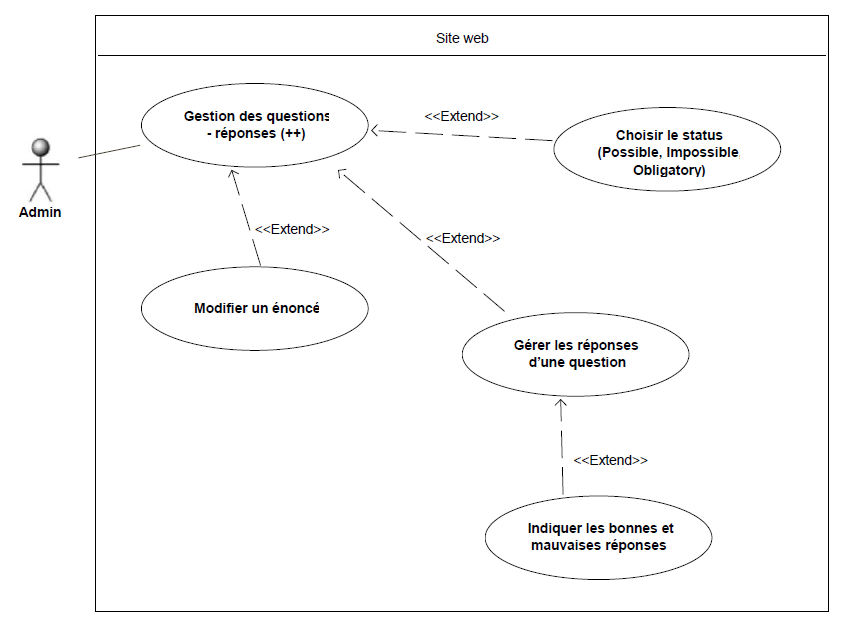 Site web
Gestion des questions
- réponses (++)
<<Extend>>
Choisir le status
(Possible, Impossible
Obligatory)
Admin
<<Extend>>
<<Extend>>
Modifier un énoncé
Gérer les réponses
d'une question
<<Extend>>
Indiquer les bonnes et
mauvaises réponses